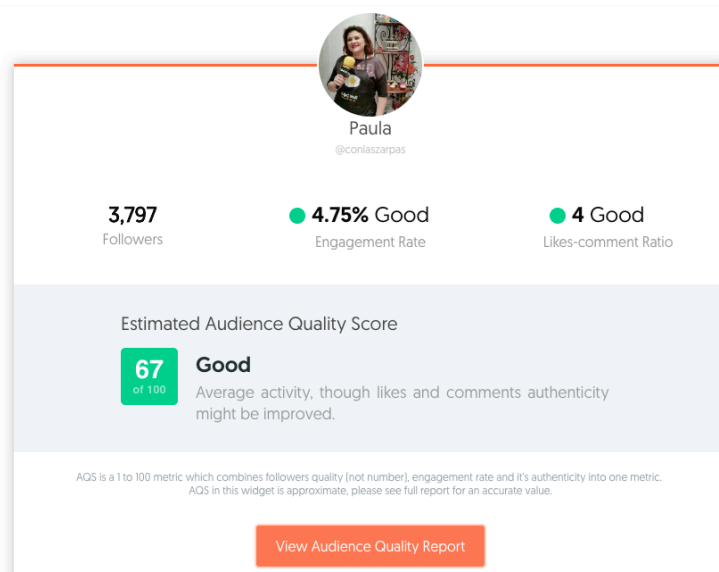 Paula
@conlaszarpas
3,797
Followers
4.75% Good
Engagement Rate
4 Good
Likes-comment Ratio
Estimated Audience Quality Score
67
of 100
Good
Average activity, though likes and comments authenticity
might be improved.
AQS is a 1 to 100 metric which combines followers quality (not number), engagement rate and it's authenticity into one metric.
AQS in this widget is approximate, please see full report for an accurate value.
View Audience Quality Report